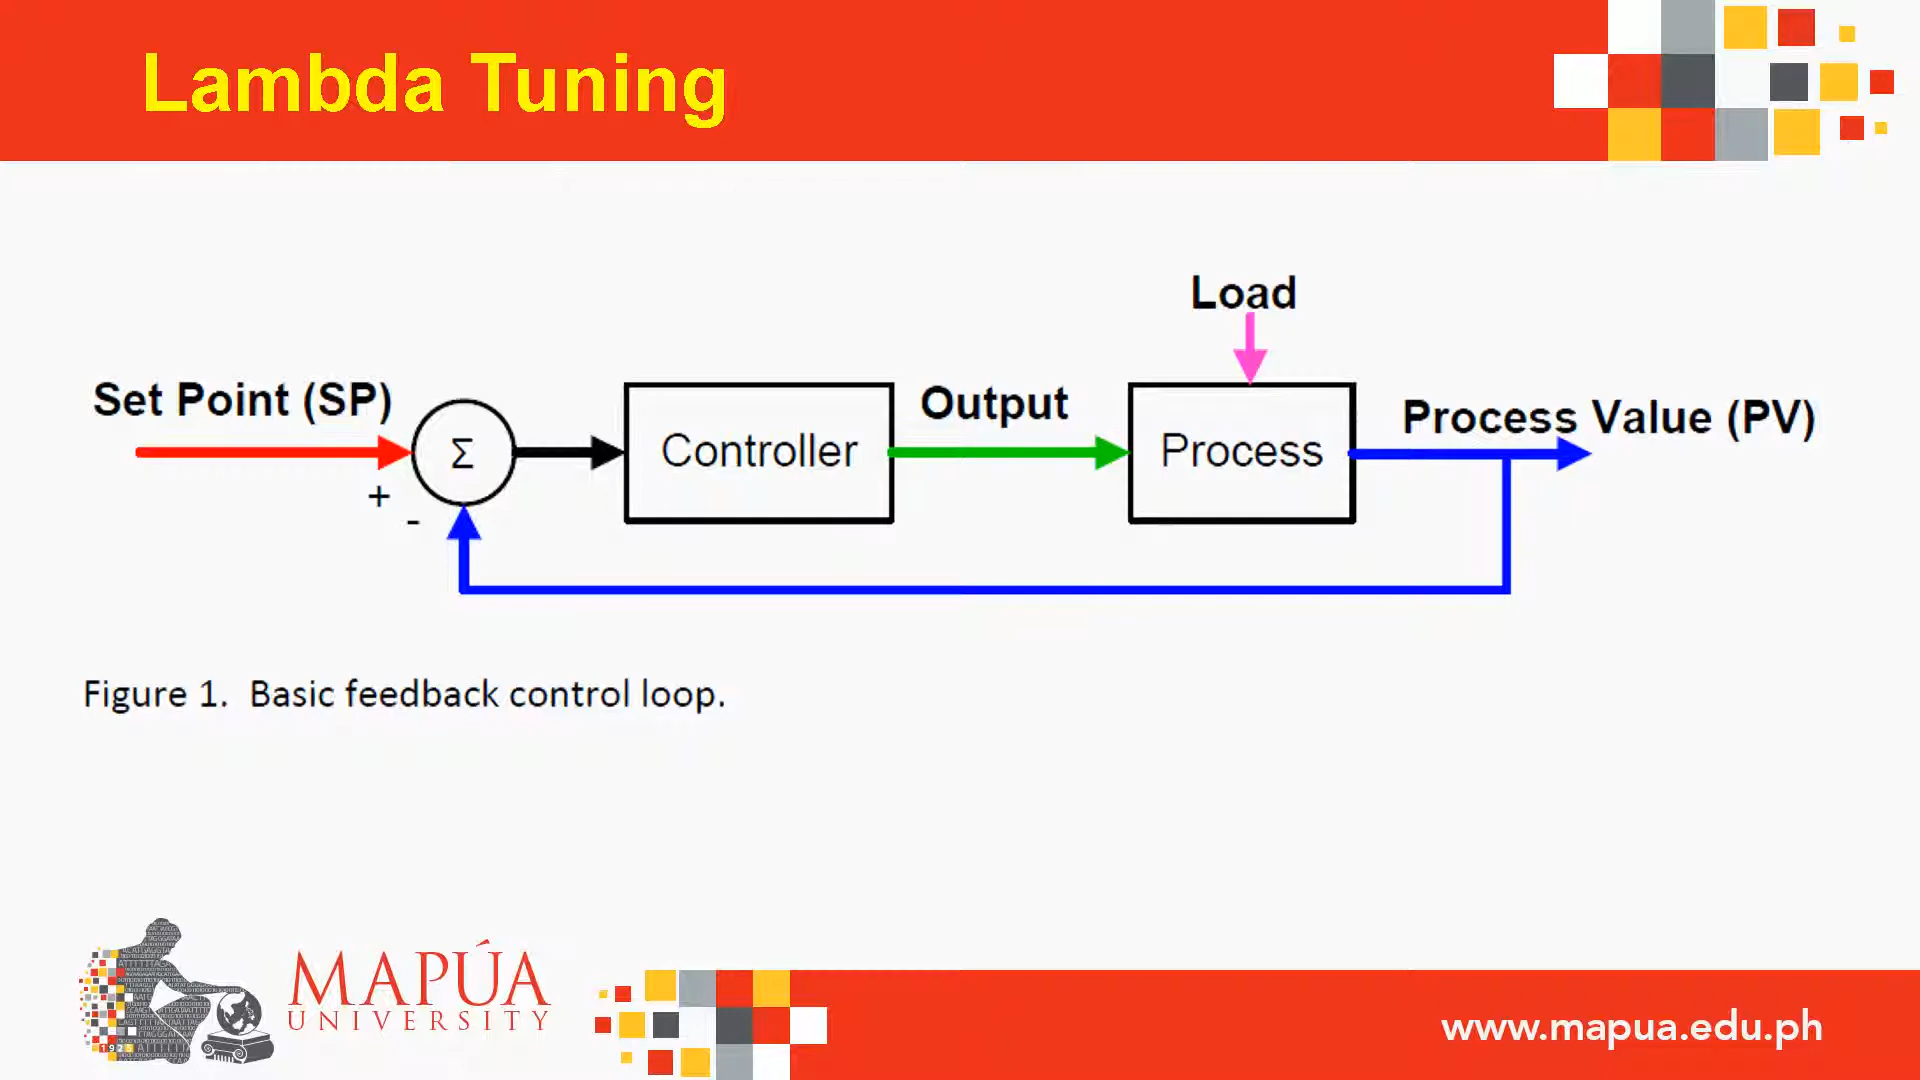 Lambda Tuning
Load
Set Point (SP)
Output
Process Value (PV)
Σ
Controller
Process
+
-
Figure 1.  Basic feedback control loop.
MAPÚA
UNIVERSITY
1925
www.mapua.edu.ph